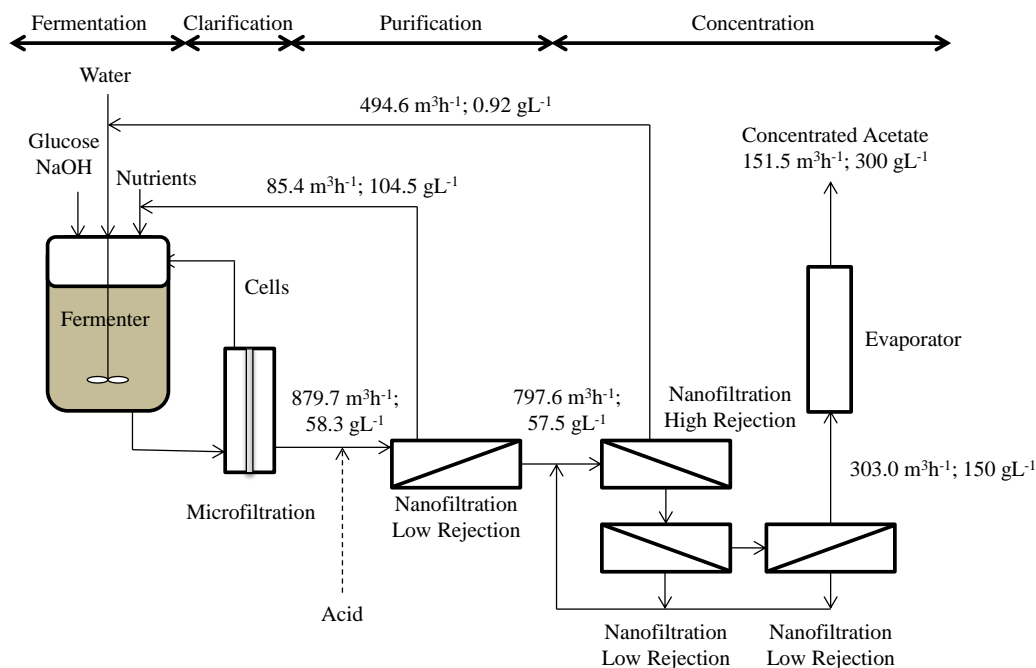 Fermentation
Clarification
Purification
Concentration
Water
494.6 m³h⁻¹; 0.92 gL⁻¹
Glucose
NaOH
Nutrients
85.4 m³h⁻¹; 104.5 gL⁻¹
Concentrated Acetate
151.5 m³h⁻¹; 300 gL⁻¹
Cells
Fermenter
Evaporator
879.7 m³h⁻¹;
58.3 gL⁻¹
797.6 m³h⁻¹;
57.5 gL⁻¹
Nanofiltration
High Rejection
303.0 m³h⁻¹; 150 gL⁻¹
Microfiltration
Nanofiltration
Low Rejection
Acid
Nanofiltration
Low Rejection
Nanofiltration
Low Rejection